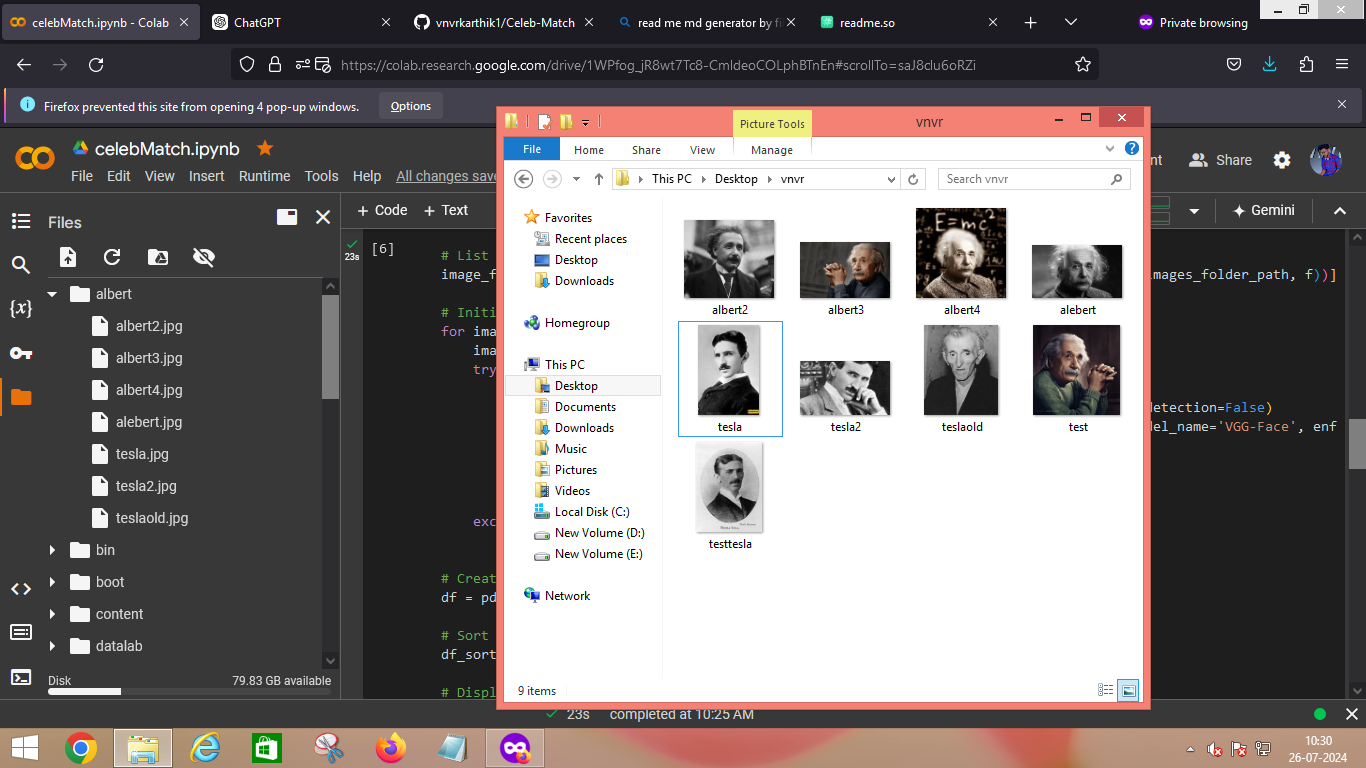 celebMatch.ipynb - Colab
ChatGPT
vnvrkarthik1/Celeb-Match
read me md generator by fi
readme.so
Private browsing
https://colab.research.google.com/drive/1WPfog_jR8wt7Tc8-CmIdeoCOLphBTnEn#scrollTo=saJ8clu6oRZi
Firefox prevented this site from opening 4 pop-up windows.
Options
celebMatch.ipynb
File Edit View Insert Runtime Tools Help All changes save
nt
Share
Files
+ Code + Text
Gemini
albert
albert2.jpg
albert3.jpg
albert4.jpg
alebert.jpg
tesla.jpg
tesla2.jpg
teslaold.jpg
bin
boot
content
datalab
Disk 79.83 GB available
23s
[6]
# List
image_f
images_folder_path, f))]
# Initi
for ima
ima
try
detection=False)
del_name='VGG-Face', enf
exc
# Creat
df = pd
# Sort
df_sort
# Displ
Picture Tools
vnvr
File Home Share View Manage
This PC Desktop vnvr
Search vnvr
Favorites
Recent places
Desktop
Downloads
Homegroup
This PC
Desktop
Documents
Downloads
Music
Pictures
Videos
Local Disk (C:)
New Volume (D:)
New Volume (E:)
Network
E=mc2
albert2 albert3 albert4 alebert
tesla tesla2 teslaold test
testtesla
9 items
23s completed at 10:25 AM
10:30
26-07-2024